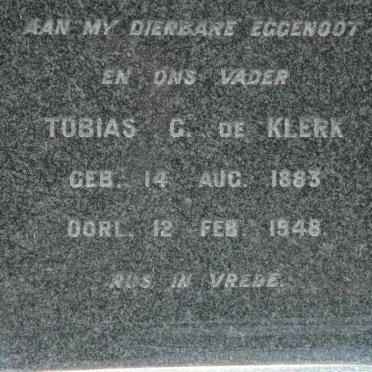 AAN MY DIERBARE EGGENOOT
EN ONS VADER
TOBIAS G. DE KLERK
GEB. 14 AUG. 1883
OORL. 12 FEB. 1948
RUS IN VREDE.